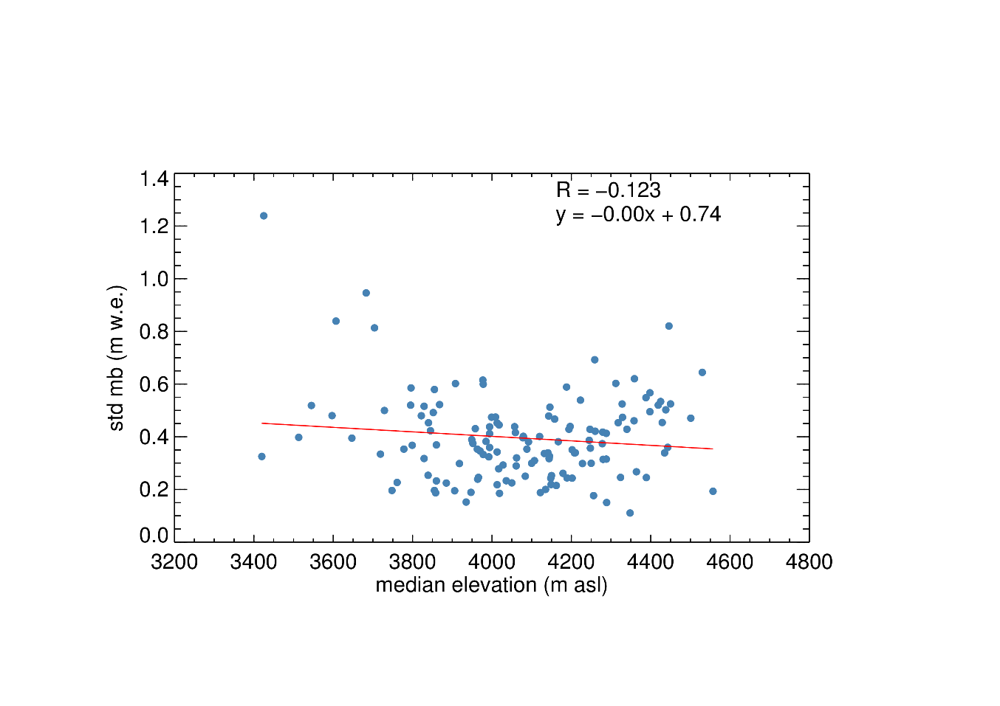 R = −0.123
y = −0.00x + 0.74
1.4
1.2
1.0
0.8
0.6
0.4
0.2
0.0
std mb (m w.e.)
3200 3400 3600 3800 4000 4200 4400 4600 4800
median elevation (m asl)